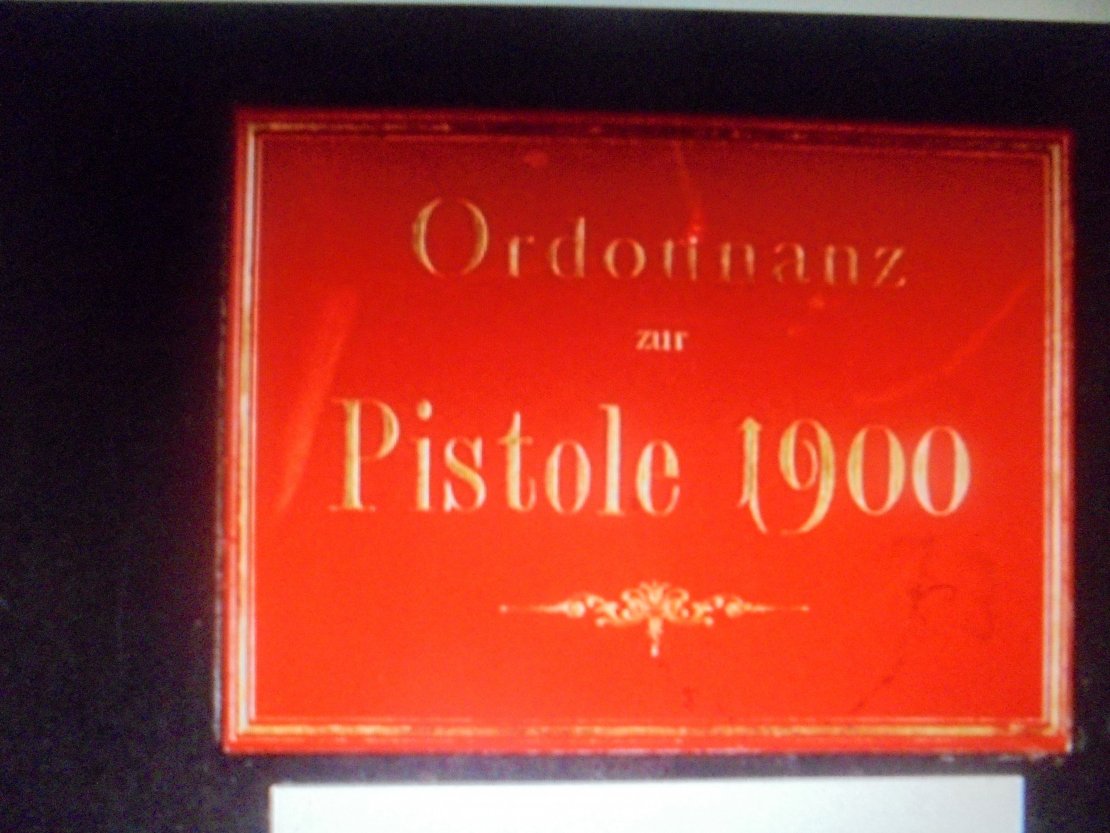 Ordonnanz
zur
Pistole 1900